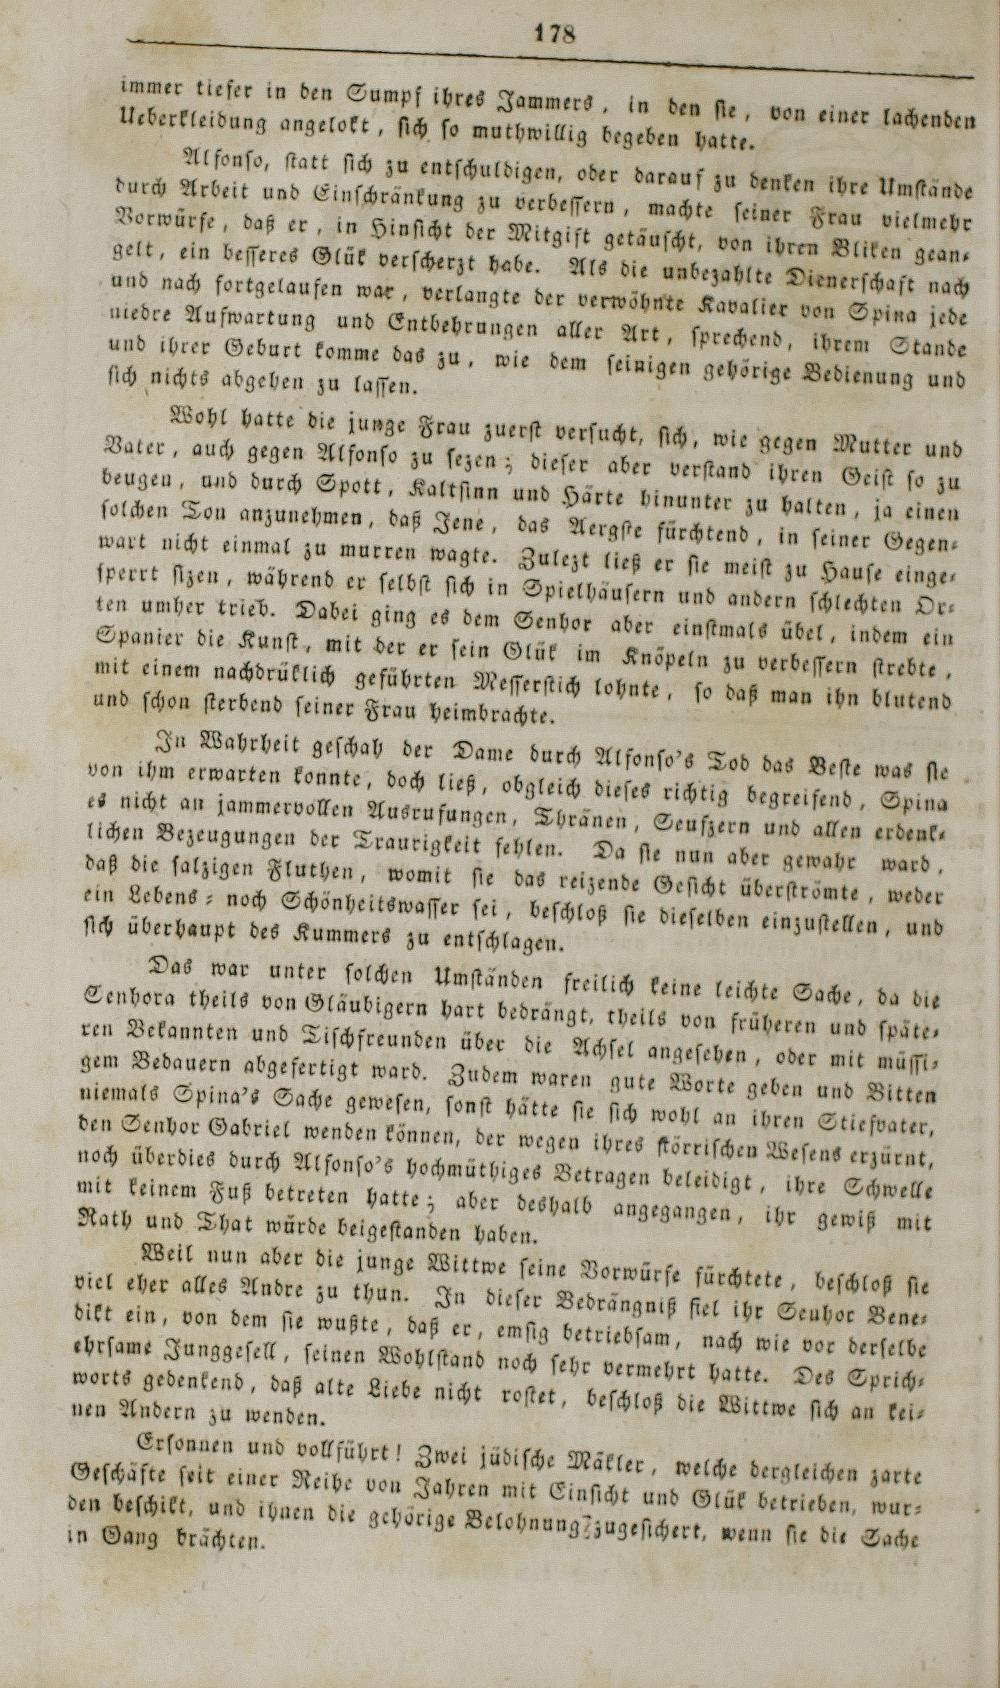 178
immer tiefer in den Sumpf ihres Jammers, in den sie, von einer lachenden
Ueberkleidung angelokt, sich so muthwillig begeben hatte.
Alfonso, statt sich zu entschuldigen, oder darauf zu denken ihre Umstände
durch Arbeit und Einschränkung zu verbessern, machte seiner Frau vielmehr
Vorwürfe, daß er, in Hinsicht der Mitgift getäuscht, von ihren Bliken gean-
gelt, ein besseres Glük verscherzt habe. Als die unbezahlte Dienerschaft nach
und nach fortgelaufen war, verlangte der verwöhnte Kavalier von Spina jede
niedre Aufwartung und Entbehrungen aller Art, sprechend, ihrem Stande
und ihrer Geburt komme das zu, wie dem seinigen gehörige Bedienung und
sich nichts abgehen zu lassen.
Wohl hatte die junge Frau zuerst versucht, sich, wie gegen Mutter und
Vater, auch gegen Alfonso zu sezen; dieser aber verstand ihren Geist so zu
beugen, und durch Spott, Kaltsinn und Härte hinunter zu halten, ja einen
solchen Ton anzunehmen, daß Jene, das Aergste fürchtend, in seiner Gegen-
wart nicht einmal zu murren wagte. Zulezt ließ er sie meist zu Hause einge-
sperrt sizen, während er selbst sich in Spielhäusern und andern schlechten Or-
ten umher trieb. Dabei ging es dem Senhor aber einstmals übel, indem ein
Spanier die Kunst, mit der er sein Glük im Knöpeln zu verbessern strebte,
mit einem nachdrüklich geführten Messerstich lohnte, so daß man ihn blutend
und schon sterbend seiner Frau heimbrachte.
In Wahrheit geschah der Dame durch Alfonso's Tod das Beste was sie
von ihm erwarten konnte, doch ließ, obgleich dieses richtig begreifend, Spina
es nicht an jammervollen Ausrufungen, Thränen, Seufzern und allen erdenk-
lichen Bezeugungen der Traurigkeit fehlen. Da sie nun aber gewahr ward,
daß die salzigen Fluthen, womit sie das reizende Gesicht überströmte, weder
ein Lebens- noch Schönheitswasser sei, beschloß sie dieselben einzustellen, und
sich überhaupt des Kummers zu entschlagen.
Das war unter solchen Umständen freilich keine leichte Sache, da die
Senhora theils von Gläubigern hart bedrängt, theils von früheren und späte-
ren Bekannten und Tischfreunden über die Achsel angesehen, oder mit müssi-
gem Bedauern abgefertigt ward. Zudem waren gute Worte geben und Bitten
niemals Spina's Sache gewesen, sonst hätte sie sich wohl an ihren Stiefvater,
den Senhor Gabriel wenden können, der wegen ihres störrischen Wesens erzürnt,
noch überdies durch Alfonso's hochmüthiges Betragen beleidigt, ihre Schwelle
mit keinem Fuß betreten hatte; aber deshalb angegangen, ihr gewiß mit
Rath und That würde beigestanden haben.
Weil nun aber die junge Wittwe seine Vorwürfe fürchtete, beschloß sie
viel eher alles Andre zu thun. In dieser Bedrängniß fiel ihr Senhor Bene-
dikt ein, von dem sie wußte, daß er, emsig betriebsam, nach wie vor derselbe
ehrsame Junggesell, seinen Wohlstand noch sehr vermehrt hatte. Des Sprich-
worts gedenkend, daß alte Liebe nicht rostet, beschloß die Wittwe sich an kei-
nen Andern zu wenden.
Ersonnen und vollführt! Zwei jüdische Mäkler, welche dergleichen zarte
Geschäfte seit einer Reihe von Jahren mit Einsicht und Glük betrieben, wur-
den beschikt, und ihnen die gehörige Belohnung zugesichert, wenn sie die Sache
in Gang brächten.